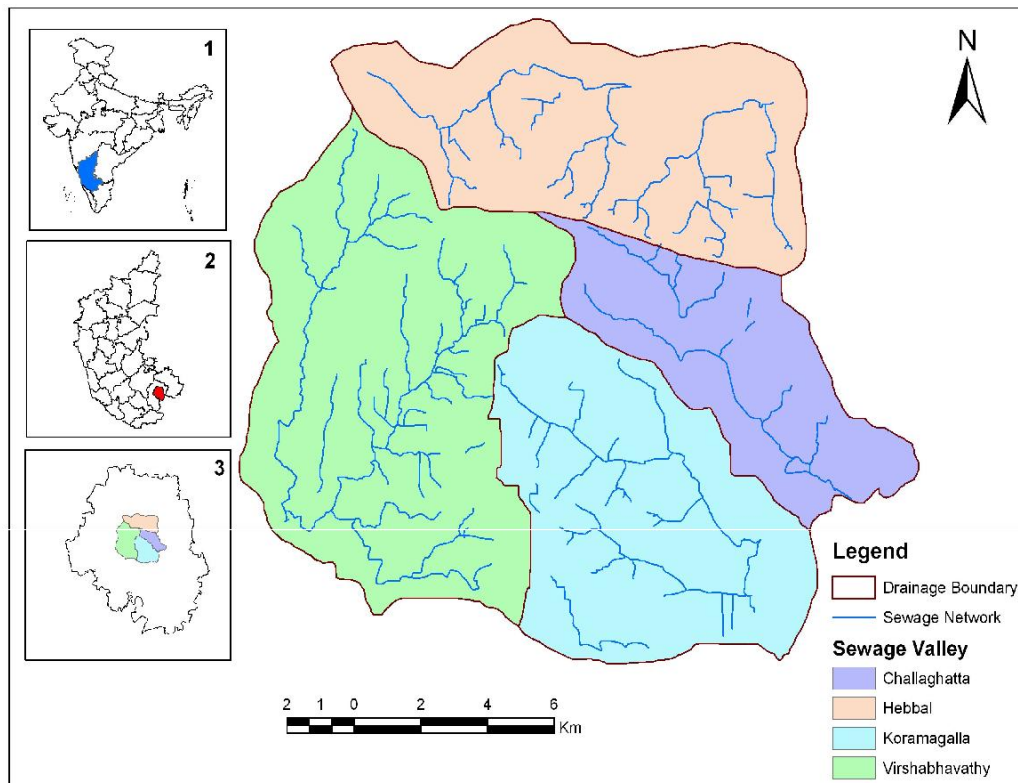 1
N
2
3
Legend
Drainage Boundary
Sewage Network
Sewage Valley
Challaghatta
Hebbal
Koramagalla
Virshabhavathy
2 1 0 2 4 6
Km